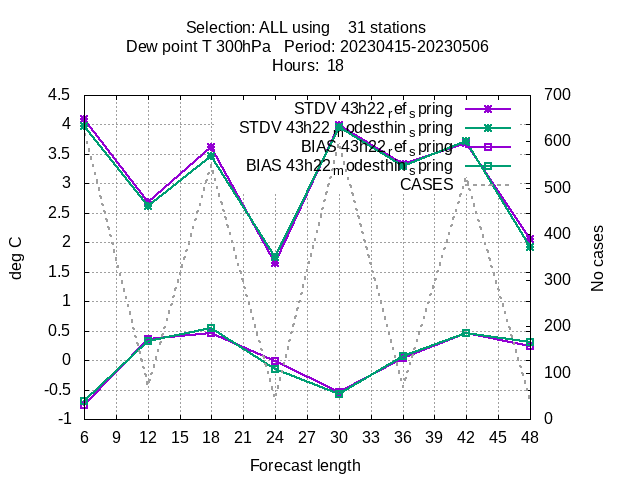 Selection: ALL using 31 stations
Dew point T 300hPa Period: 20230415-20230506
Hours: 18
STDV 43h22_ref_spring
STDV 43h22_modesthin_spring
BIAS 43h22_ref_spring
BIAS 43h22_modesthin_spring
CASES
4.5
4
3.5
3
2.5
2
1.5
1
0.5
0
-0.5
-1
deg C
700
600
500
400
300
200
100
0
No cases
6 9 12 15 18 21 24 27 30 33 36 39 42 45 48
Forecast length